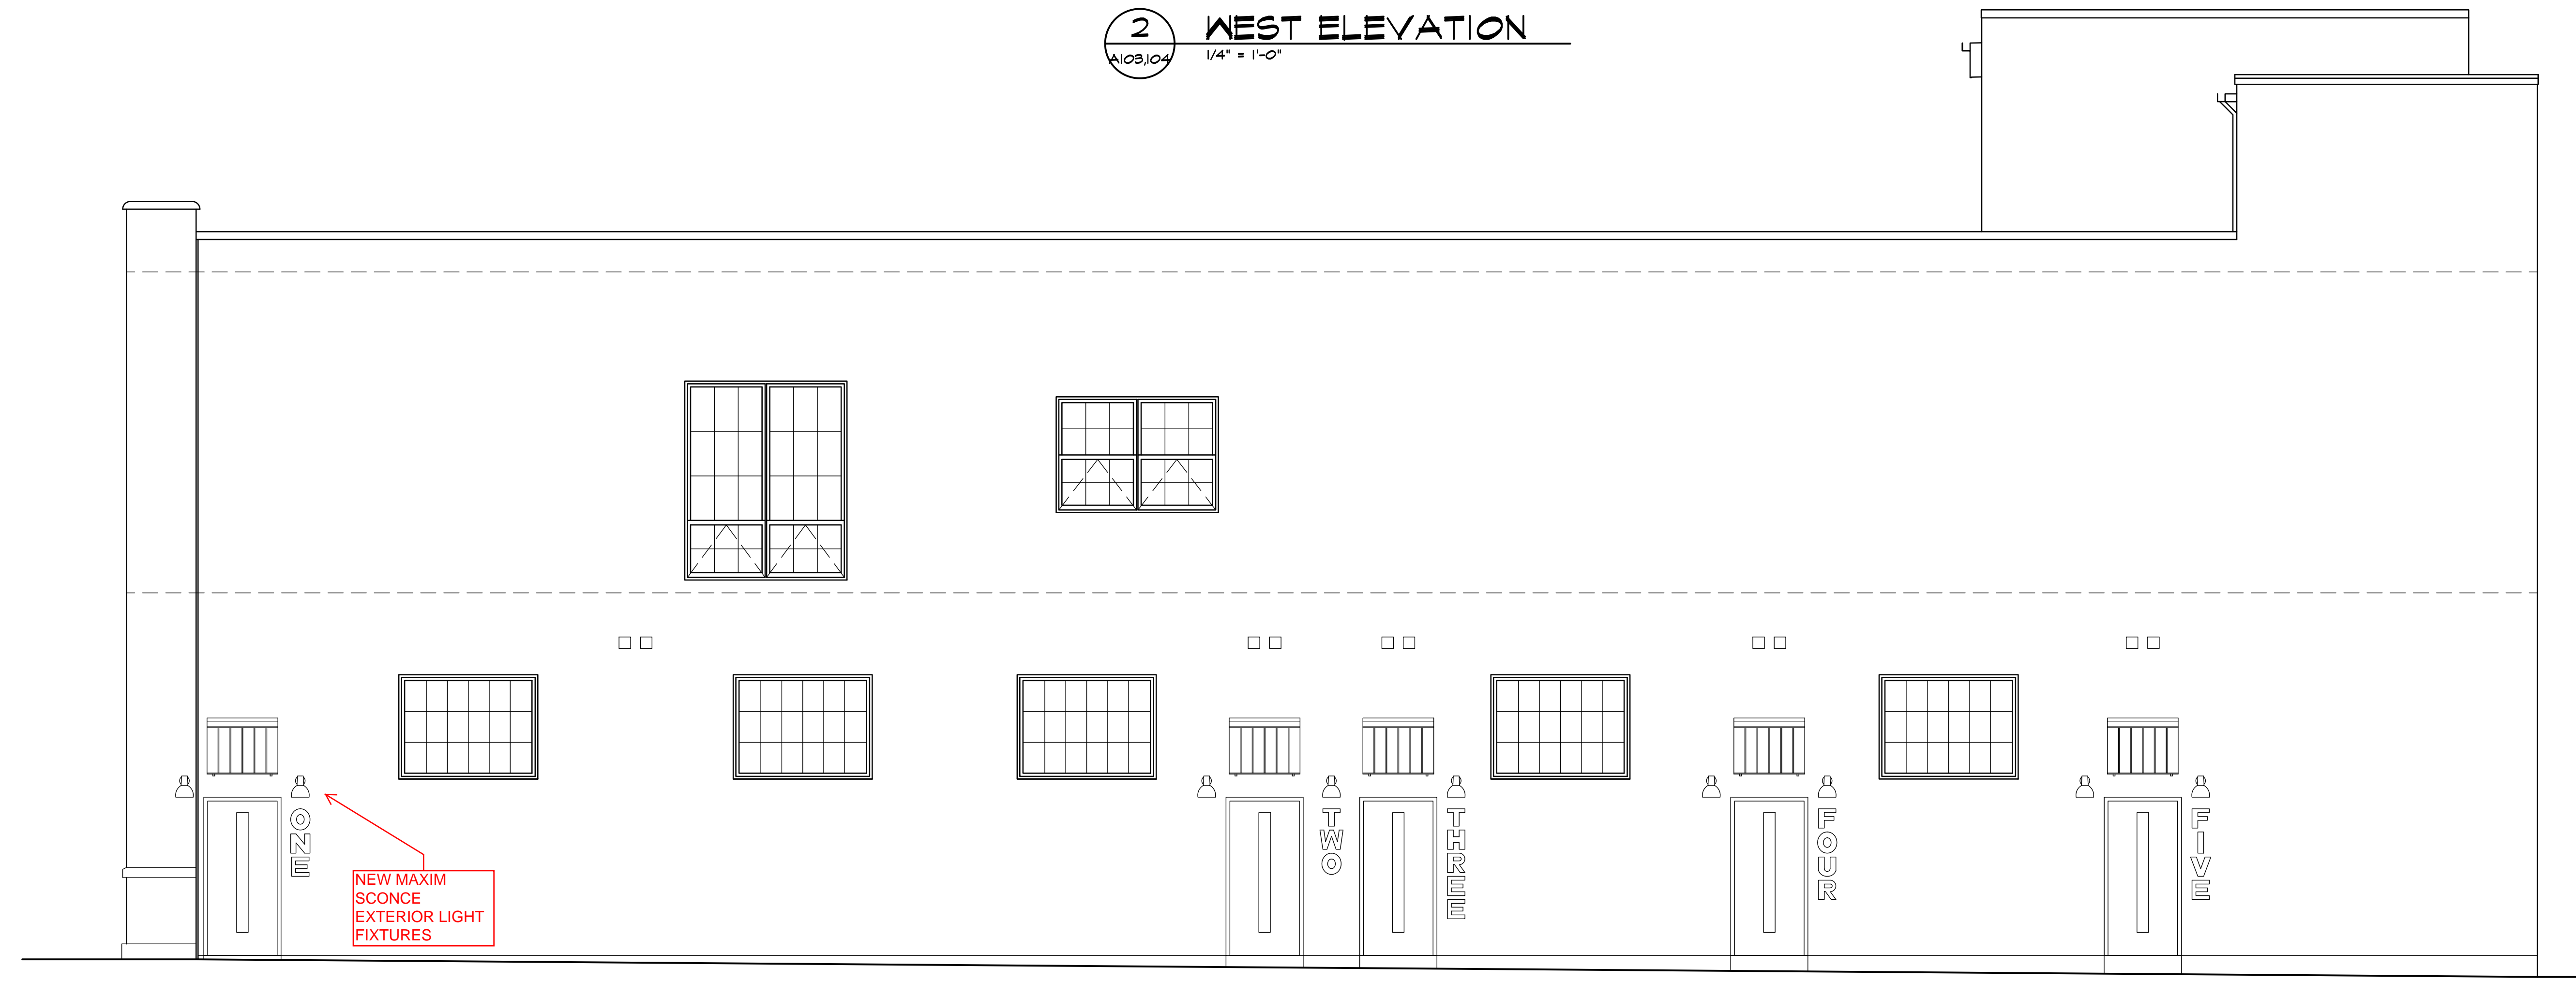 2
A103,104
WEST ELEVATION
1/4" = 1'-0"
ONE
TWO
THREE
FOUR
FIVE
NEW MAXIM
SCONCE
EXTERIOR LIGHT
FIXTURES